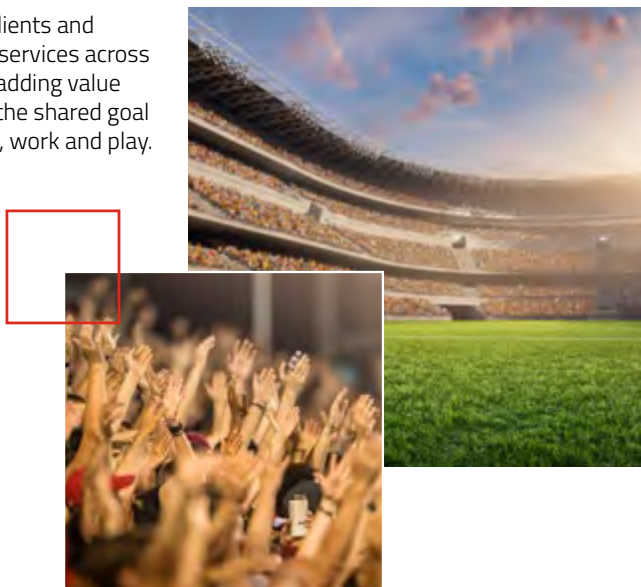 lients and
services across
adding value
the shared goal
, work and play.